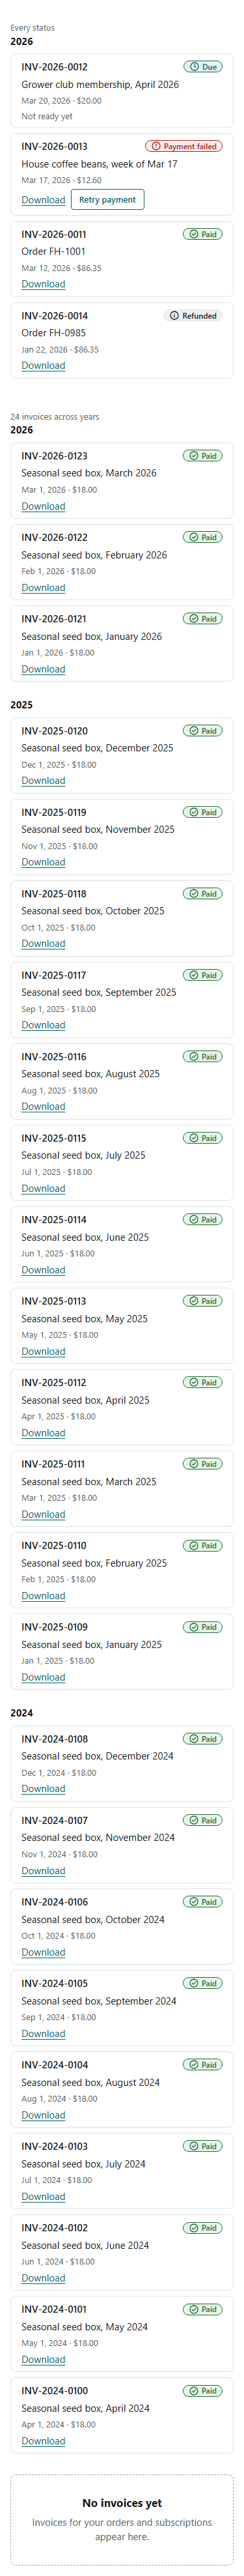 Every status
2026
INV-2026-0012
Due
Grower club membership, April 2026
Mar 20, 2026 · $20.00
Not ready yet
INV-2026-0013
Payment failed
House coffee beans, week of Mar 17
Mar 17, 2026 · $12.60
Download
Retry payment
INV-2026-0011
Paid
Order FH-1001
Mar 12, 2026 · $86.35
Download
INV-2026-0014
Refunded
Order FH-0985
Jan 22, 2026 · $86.35
Download
24 invoices across years
2026
INV-2026-0123
Paid
Seasonal seed box, March 2026
Mar 1, 2026 · $18.00
Download
INV-2026-0122
Paid
Seasonal seed box, February 2026
Feb 1, 2026 · $18.00
Download
INV-2026-0121
Paid
Seasonal seed box, January 2026
Jan 1, 2026 · $18.00
Download
2025
INV-2025-0120
Paid
Seasonal seed box, December 2025
Dec 1, 2025 · $18.00
Download
INV-2025-0119
Paid
Seasonal seed box, November 2025
Nov 1, 2025 · $18.00
Download
INV-2025-0118
Paid
Seasonal seed box, October 2025
Oct 1, 2025 · $18.00
Download
INV-2025-0117
Paid
Seasonal seed box, September 2025
Sep 1, 2025 · $18.00
Download
INV-2025-0116
Paid
Seasonal seed box, August 2025
Aug 1, 2025 · $18.00
Download
INV-2025-0115
Paid
Seasonal seed box, July 2025
Jul 1, 2025 · $18.00
Download
INV-2025-0114
Paid
Seasonal seed box, June 2025
Jun 1, 2025 · $18.00
Download
INV-2025-0113
Paid
Seasonal seed box, May 2025
May 1, 2025 · $18.00
Download
INV-2025-0112
Paid
Seasonal seed box, April 2025
Apr 1, 2025 · $18.00
Download
INV-2025-0111
Paid
Seasonal seed box, March 2025
Mar 1, 2025 · $18.00
Download
INV-2025-0110
Paid
Seasonal seed box, February 2025
Feb 1, 2025 · $18.00
Download
INV-2025-0109
Paid
Seasonal seed box, January 2025
Jan 1, 2025 · $18.00
Download
2024
INV-2024-0108
Paid
Seasonal seed box, December 2024
Dec 1, 2024 · $18.00
Download
INV-2024-0107
Paid
Seasonal seed box, November 2024
Nov 1, 2024 · $18.00
Download
INV-2024-0106
Paid
Seasonal seed box, October 2024
Oct 1, 2024 · $18.00
Download
INV-2024-0105
Paid
Seasonal seed box, September 2024
Sep 1, 2024 · $18.00
Download
INV-2024-0104
Paid
Seasonal seed box, August 2024
Aug 1, 2024 · $18.00
Download
INV-2024-0103
Paid
Seasonal seed box, July 2024
Jul 1, 2024 · $18.00
Download
INV-2024-0102
Paid
Seasonal seed box, June 2024
Jun 1, 2024 · $18.00
Download
INV-2024-0101
Paid
Seasonal seed box, May 2024
May 1, 2024 · $18.00
Download
INV-2024-0100
Paid
Seasonal seed box, April 2024
Apr 1, 2024 · $18.00
Download
No invoices yet
Invoices for your orders and subscriptions
appear here.